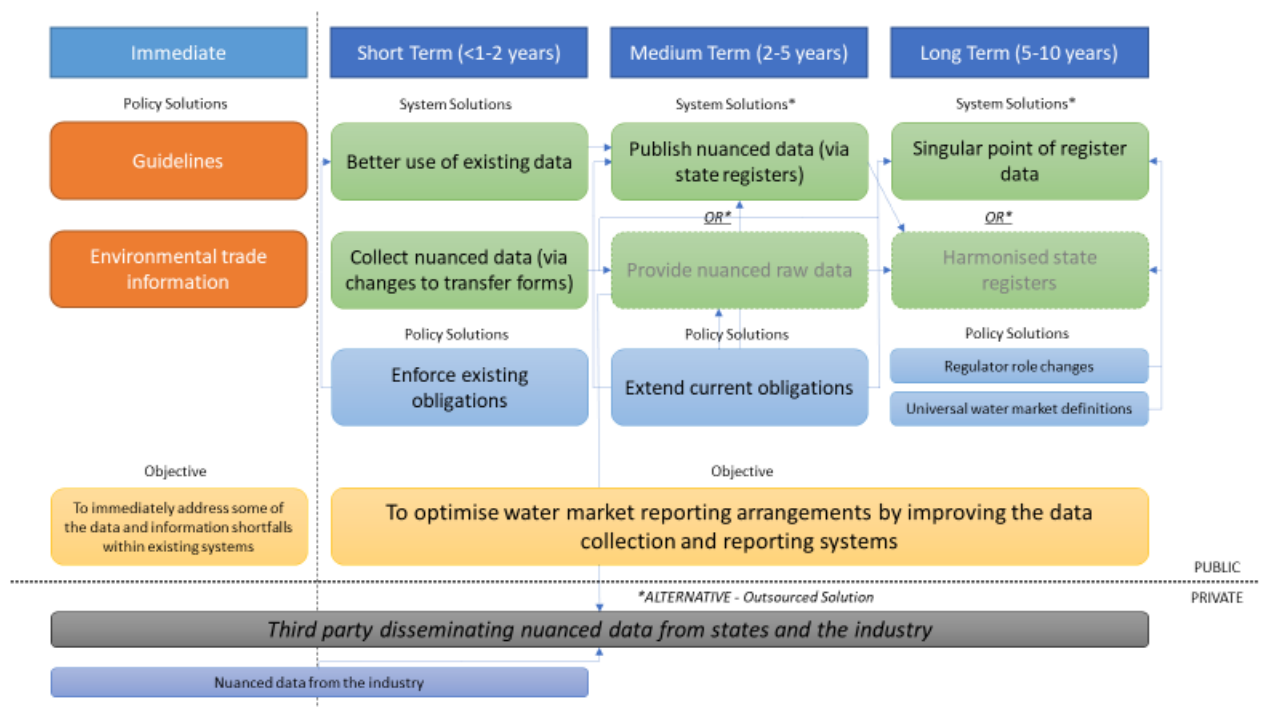 Immediate
Short Term (<1-2 years)
Medium Term (2-5 years)
Long Term (5-10 years)
Policy Solutions
System Solutions
System Solutions*
System Solutions*
Guidelines
Better use of existing data
Publish nuanced data (via
state registers)
Singular point of register
data
OR*
OR*
Environmental trade
information
Collect nuanced data (via
changes to transfer forms)
Provide nuanced raw data
Harmonised state
registers
Policy Solutions
Policy Solutions
Policy Solutions
Enforce existing
obligations
Extend current obligations
Regulator role changes
Universal water market definitions
Objective
Objective
To immediately address some of
the data and information shortfalls
within existing systems
To optimise water market reporting arrangements by improving the data
collection and reporting systems
PUBLIC
*ALTERNATIVE - Outsourced Solution
PRIVATE
Third party disseminating nuanced data from states and the industry
Nuanced data from the industry